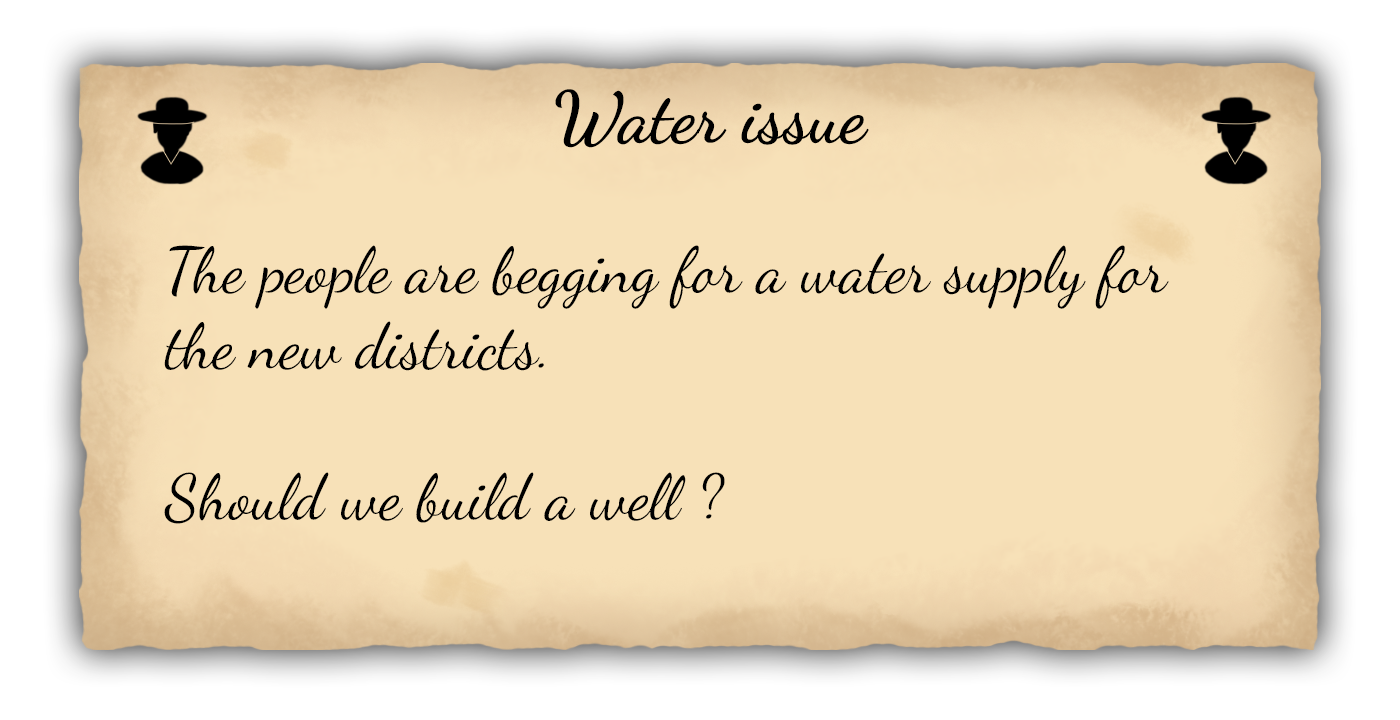 Water issue
The people are begging for a water supply for
the new districts.
Should we build a well ?